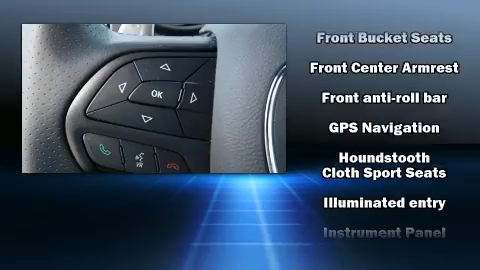 OK
VR
Front Bucket Seats
Front Center Armrest
Front anti-roll bar
GPS Navigation
Houndstooth
Cloth Sport Seats
Illuminated entry
Instrument Panel